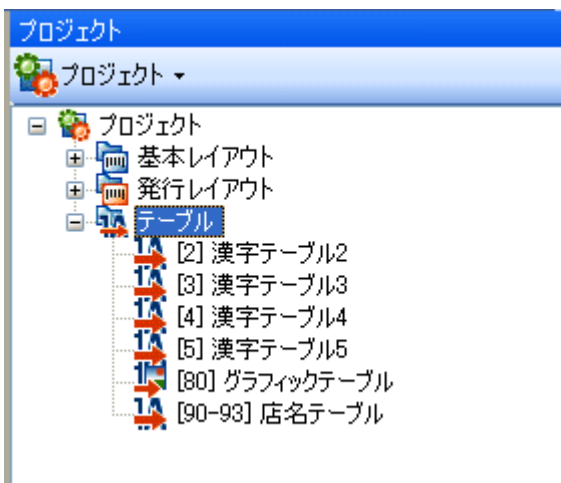 プロジェクト
プロジェクト
プロジェクト
基本レイアウト
発行レイアウト
テーブル
[2] 漢字テーブル2
[3] 漢字テーブル3
[4] 漢字テーブル4
[5] 漢字テーブル5
[80] グラフィックテーブル
[90-93] 店名テーブル